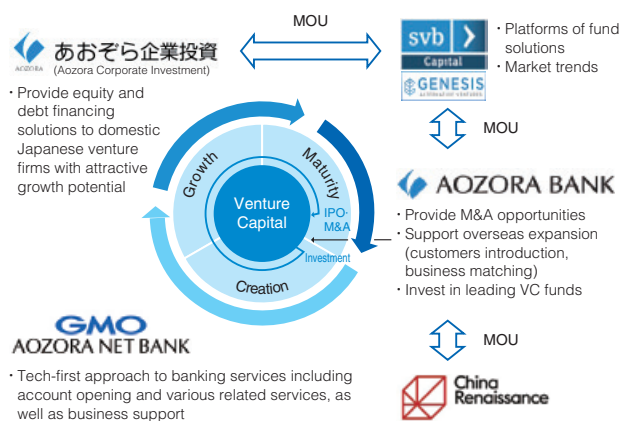 MOU
AOZORA
あおぞら企業投資
(Aozora Corporate Investment)
・Provide equity and
debt financing
solutions to domestic
Japanese venture
firms with attractive
growth potential
svb
Capital
GENESIS
・Platforms of fund
solutions
・Market trends
MOU
AOZORA BANK
・Provide M&A opportunities
・Support overseas expansion
(customers introduction,
business matching)
・Invest in leading VC funds
Growth
Maturity
Creation
Venture
Capital
IPO·
M&A
Investment
GMO
AOZORA NET BANK
・Tech-first approach to banking services including
account opening and various related services, as
well as business support
MOU
China
Renaissance